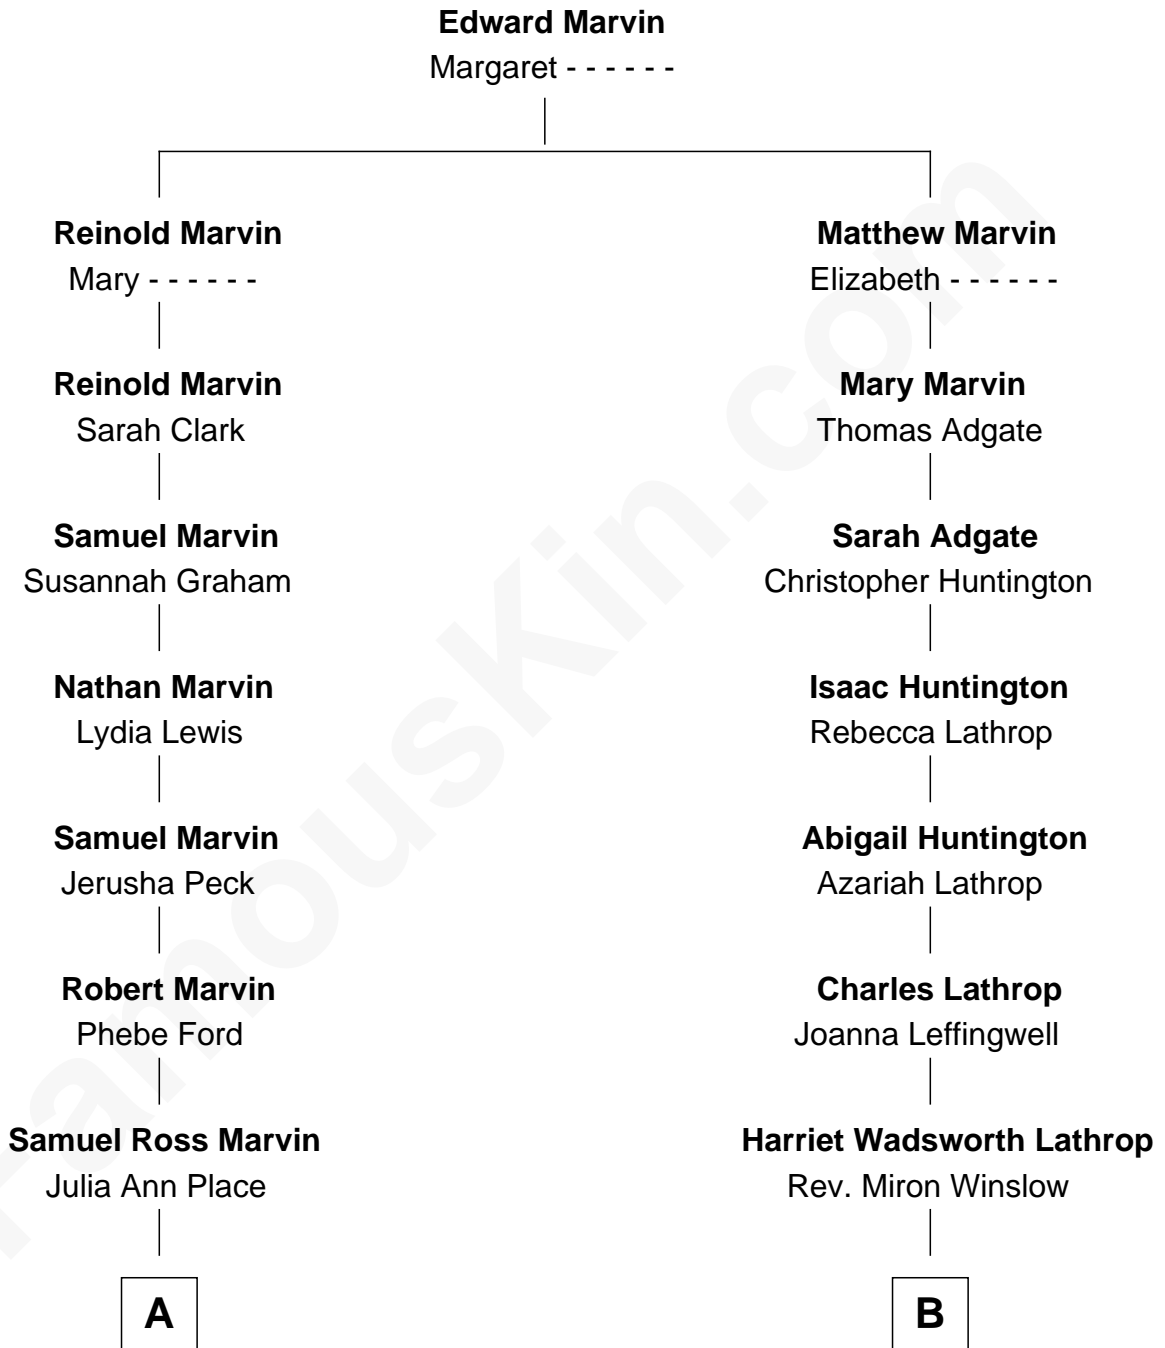 Edward Marvin
Margaret - - - - - -
Reinold Marvin
Mary - - - - - -
Matthew Marvin
Elizabeth - - - - - -
Reinold Marvin
Sarah Clark
Mary Marvin
Thomas Adgate
Samuel Marvin
Susannah Graham
Sarah Adgate
Christopher Huntington
Nathan Marvin
Lydia Lewis
Isaac Huntington
Rebecca Lathrop
Samuel Marvin
Jerusha Peck
Abigail Huntington
Azariah Lathrop
Robert Marvin
Phebe Ford
Charles Lathrop
Joanna Leffingwell
Samuel Ross Marvin
Julia Ann Place
Harriet Wadsworth Lathrop
Rev. Miron Winslow
A
B
FamousKin.com